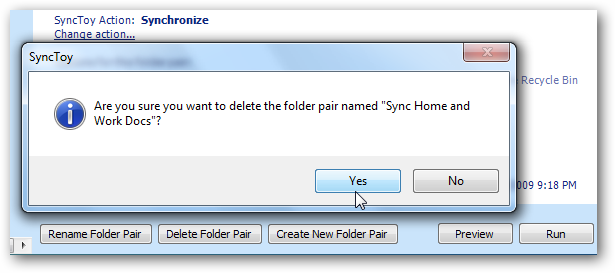 SyncToy Action: Synchronize
Change action...
SyncToy
Recycle Bin
Are you sure you want to delete the folder pair named "Sync Home and
Work Docs"?
Yes No
009 9:18 PM
Rename Folder Pair Delete Folder Pair Create New Folder Pair Preview Run